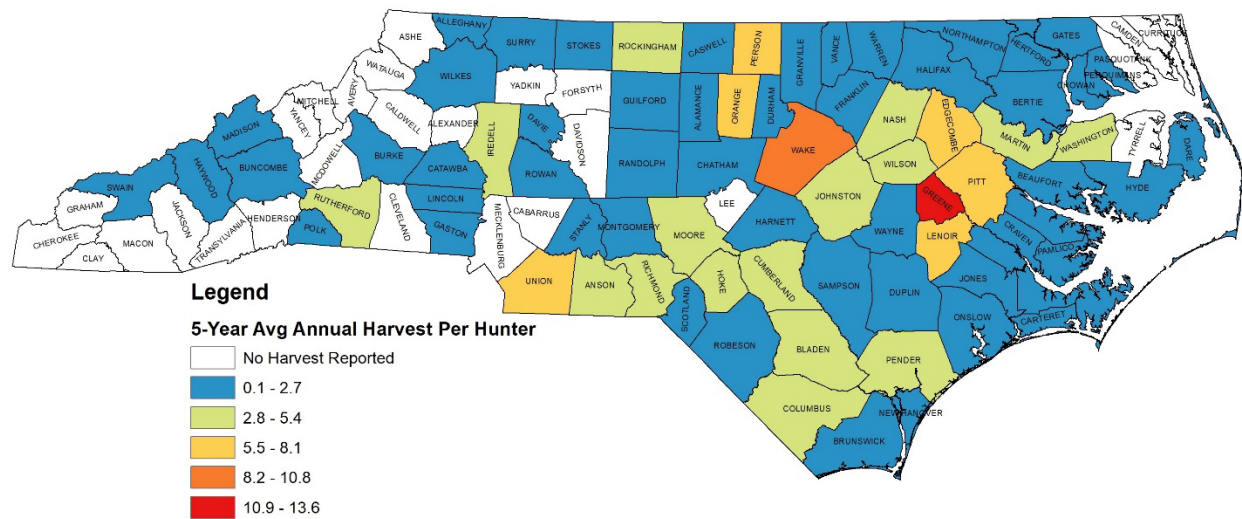 ALLEGHANY
ASHE
SURRY
STOKES
ROCKINGHAM
CASWELL
PERSON
GRANVILLE
VANCE
WARREN
NORTHAMPTON
HERTFORD
GATES
CAMDEN
CURRITUCK
PASQUOTANK
PERQUIMANS
CHOWAN
HALIFAX
BERTIE
WATAUGA
WILKES
YADKIN
FORSYTH
GUILFORD
ALAMANCE
ORANGE
DURHAM
FRANKLIN
NASH
EDGECOMBE
MARTIN
WASHINGTON
TYRRELL
DARE
MITCHELL
AVERY
YANCEY
CALDWELL
ALEXANDER
IREDELL
DAVIE
DAVIDSON
RANDOLPH
CHATHAM
WAKE
WILSON
PITT
BEAUFORT
HYDE
MADISON
HAYWOOD
BUNCOMBE
MCDOWELL
BURKE
CATAWBA
ROWAN
SWAIN
GRAHAM
JACKSON
HENDERSON
RUTHERFORD
POLK
CLEVELAND
LINCOLN
GASTON
MECKLENBURG
CABARRUS
STANLY
MONTGOMERY
MOORE
LEE
HARNETT
JOHNSTON
WAYNE
GREENE
LENOIR
CRAVEN
PAMLICO
CHEROKEE
CLAY
MACON
TRANSYLVANIA
UNION
ANSON
RICHMOND
HOKE
CUMBERLAND
SCOTLAND
SAMPSON
DUPLIN
JONES
ONSLOW
CARTERET
ROBESON
BLADEN
PENDER
COLUMBUS
NEW HANOVER
BRUNSWICK
Legend
5-Year Avg Annual Harvest Per Hunter
No Harvest Reported
0.1 - 2.7
2.8 - 5.4
5.5 - 8.1
8.2 - 10.8
10.9 - 13.6